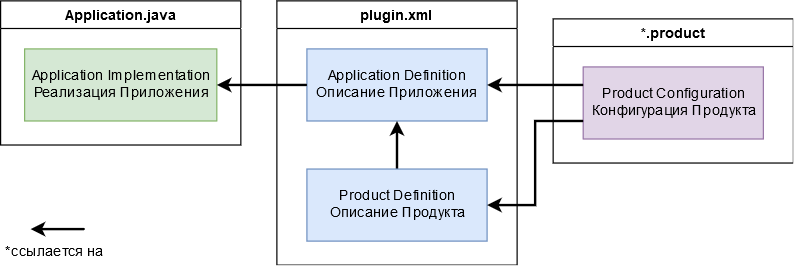 Application.java
Application Implementation
Реализация Приложения
plugin.xml
Application Definition
Описание Приложения
Product Definition
Описание Продукта
*.product
Product Configuration
Конфигурация Продукта
*ссылается на